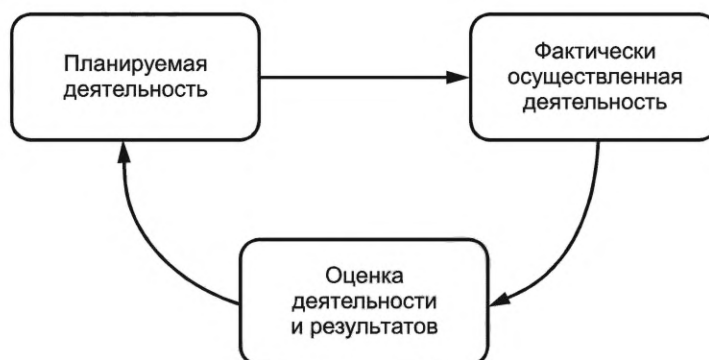 Планируемая
деятельность
Фактически
осуществленная
деятельность
Оценка
деятельности
и результатов